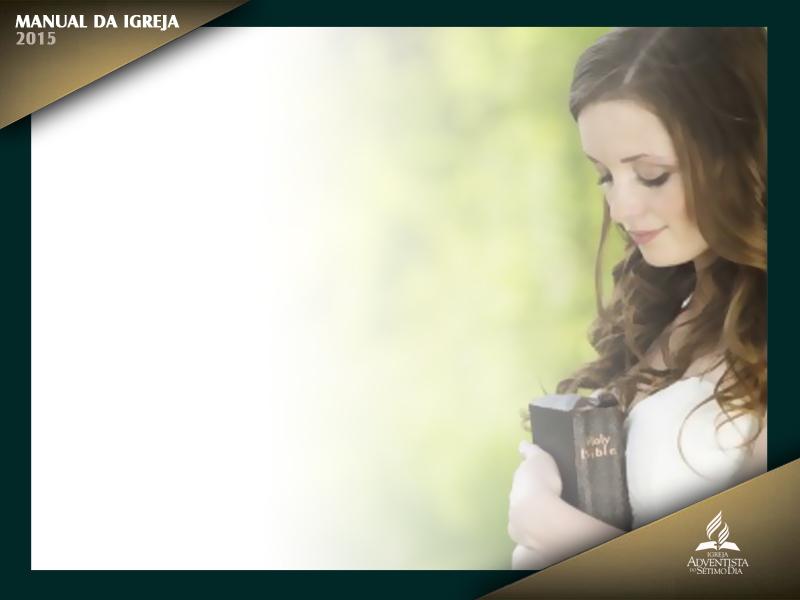 MANUAL DA IGREJA
2015
Holy
Bible
IGREJA
ADVENTISTA
DO SÉTIMO DIA